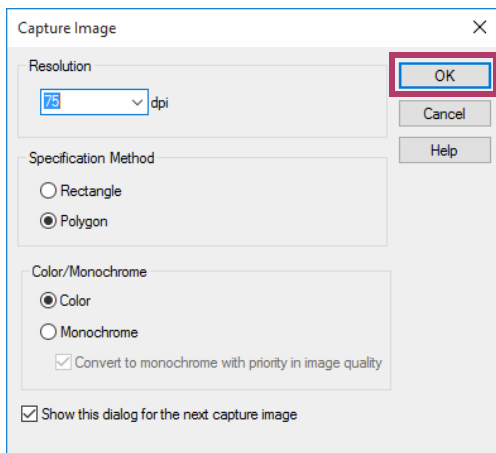 Capture Image
Resolution
OK
75 dpi
Cancel
Help
Specification Method
Rectangle
Polygon
Color/Monochrome
Color
Monochrome
Convert to monochrome with priority in image quality
Show this dialog for the next capture image